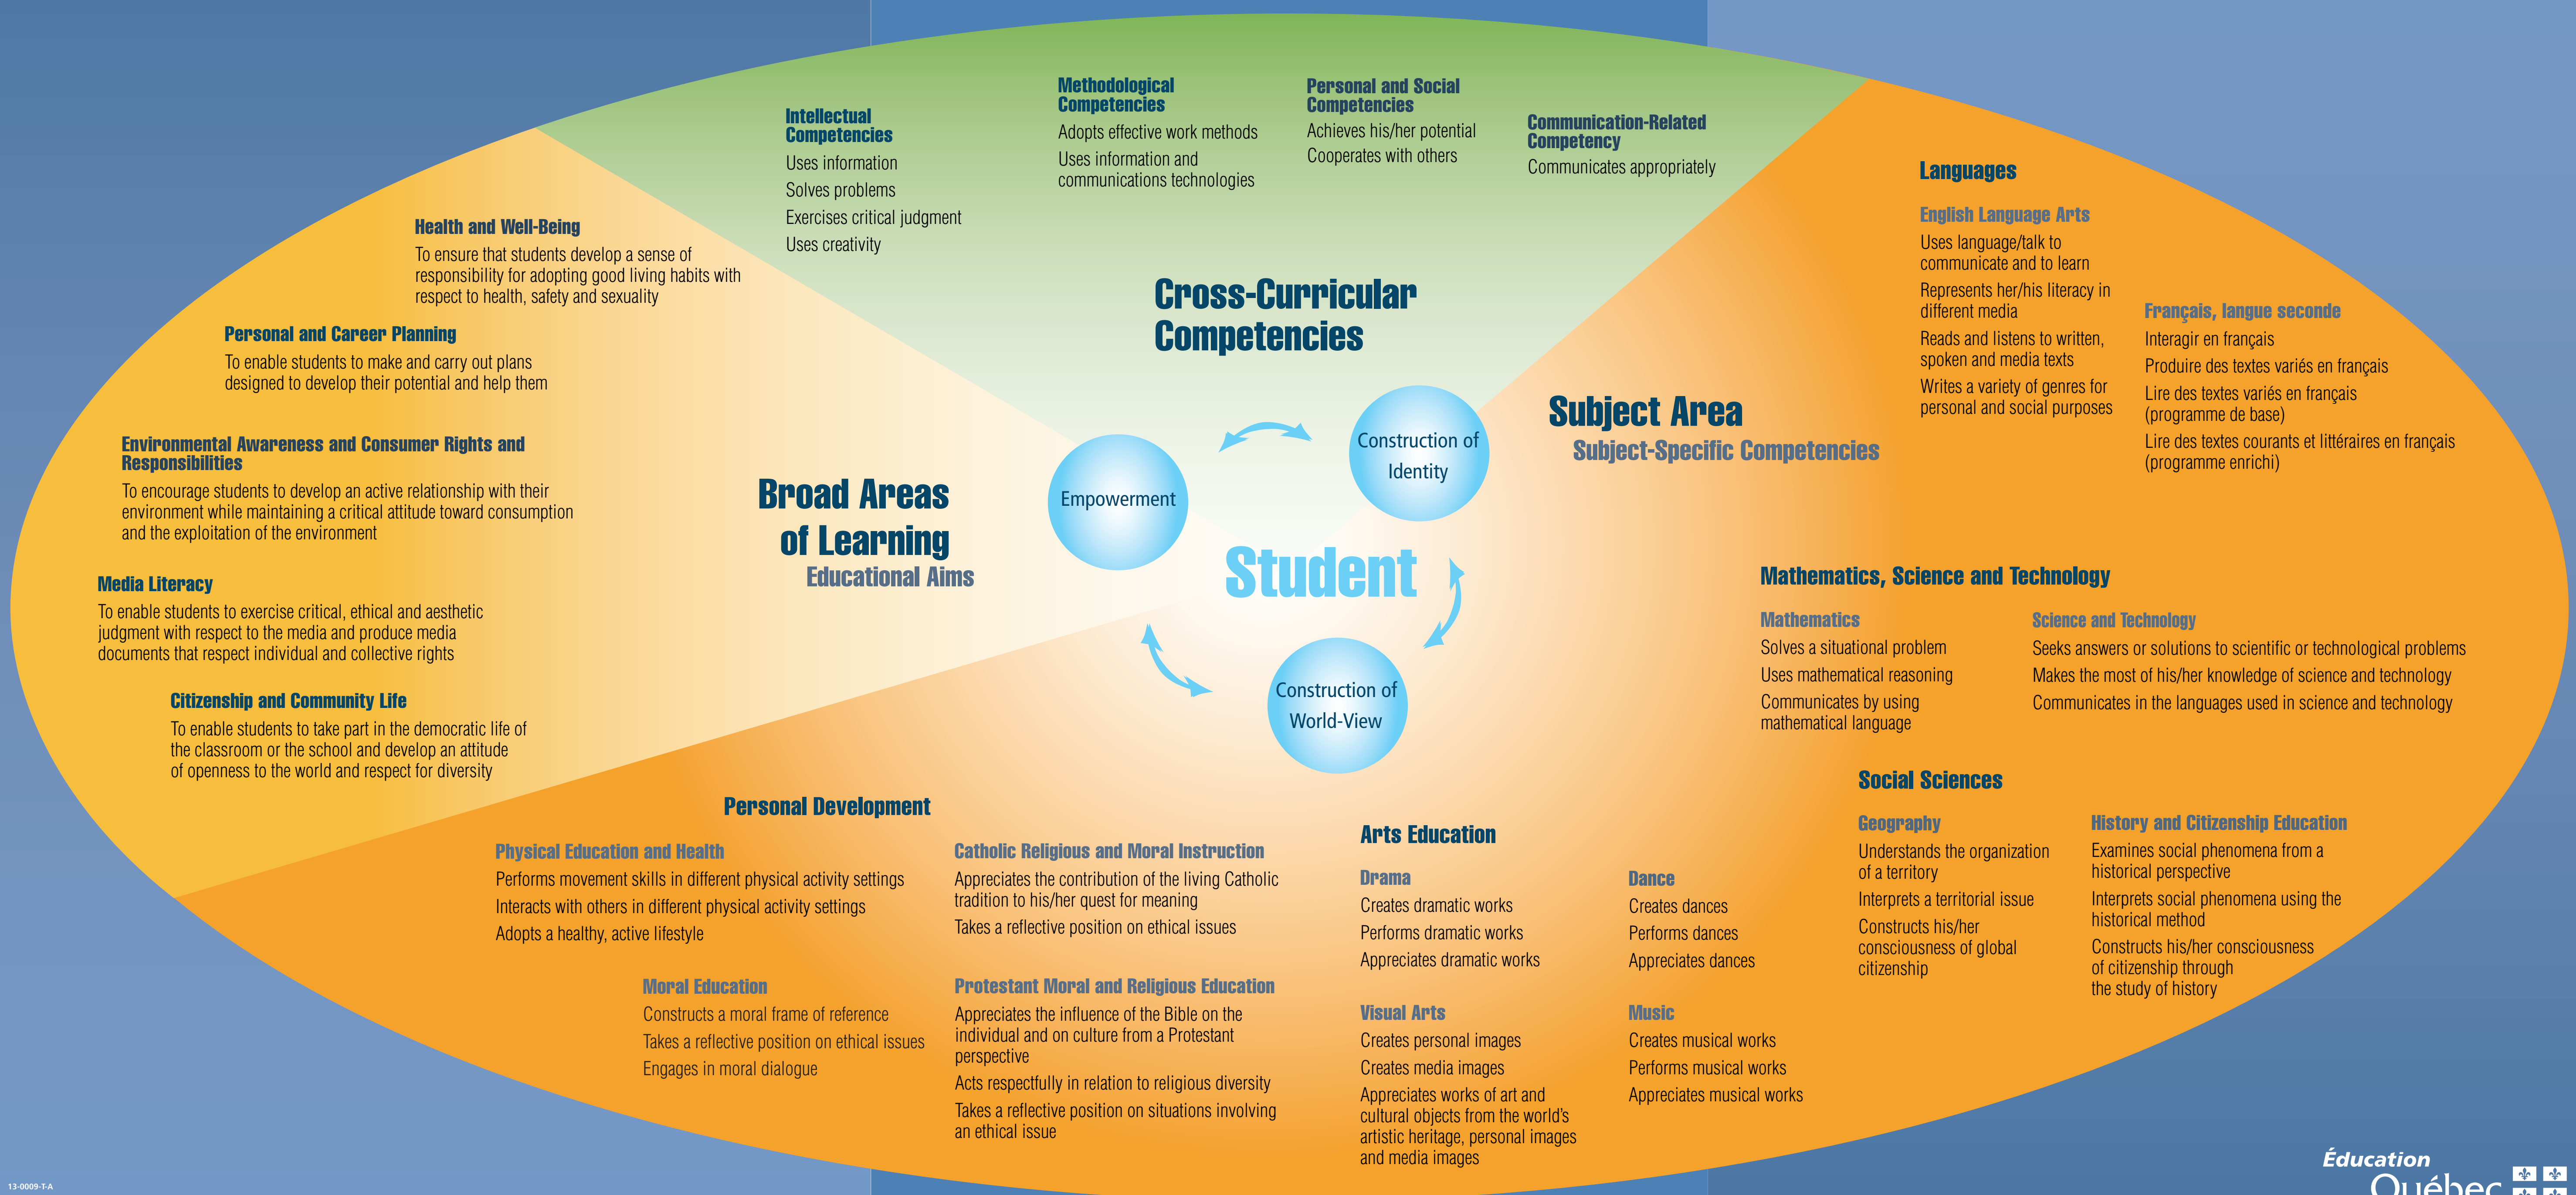 Intellectual
Competencies
Uses information
Solves problems
Exercises critical judgment
Uses creativity
Methodological
Competencies
Adopts effective work methods
Uses information and
communications technologies
Personal and Social
Competencies
Achieves his/her potential
Cooperates with others
Communication-Related
Competency
Communicates appropriately
Cross-Curricular
Competencies
Health and Well-Being
To ensure that students develop a sense of
responsibility for adopting good living habits with
respect to health, safety and sexuality
Personal and Career Planning
To enable students to make and carry out plans
designed to develop their potential and help them
Environmental Awareness and Consumer Rights and
Responsibilities
To encourage students to develop an active relationship with their
environment while maintaining a critical attitude toward consumption
and the exploitation of the environment
Media Literacy
To enable students to exercise critical, ethical and aesthetic
judgment with respect to the media and produce media
documents that respect individual and collective rights
Citizenship and Community Life
To enable students to take part in the democratic life of
the classroom or the school and develop an attitude
of openness to the world and respect for diversity
Broad Areas
of Learning
Educational Aims
Empowerment
Construction of
Identity
Student
Construction of
World-View
Subject Area
Subject-Specific Competencies
Languages
English Language Arts
Uses language/talk to
communicate and to learn
Represents her/his literacy in
different media
Reads and listens to written,
spoken and media texts
Writes a variety of genres for
personal and social purposes
Français, langue seconde
Interagir en français
Produire des textes variés en français
Lire des textes variés en français
(programme de base)
Lire des textes courants et littéraires en français
(programme enrichi)
Mathematics, Science and Technology
Mathematics
Solves a situational problem
Uses mathematical reasoning
Communicates by using
mathematical language
Science and Technology
Seeks answers or solutions to scientific or technological problems
Makes the most of his/her knowledge of science and technology
Communicates in the languages used in science and technology
Social Sciences
Geography
Understands the organization
of a territory
Interprets a territorial issue
Constructs his/her
consciousness of global
citizenship
History and Citizenship Education
Examines social phenomena from a
historical perspective
Interprets social phenomena using the
historical method
Constructs his/her consciousness
of citizenship through
the study of history
Personal Development
Physical Education and Health
Performs movement skills in different physical activity settings
Interacts with others in different physical activity settings
Adopts a healthy, active lifestyle
Catholic Religious and Moral Instruction
Appreciates the contribution of the living Catholic
tradition to his/her quest for meaning
Takes a reflective position on ethical issues
Moral Education
Constructs a moral frame of reference
Takes a reflective position on ethical issues
Engages in moral dialogue
Protestant Moral and Religious Education
Appreciates the influence of the Bible on the
individual and on culture from a Protestant
perspective
Acts respectfully in relation to religious diversity
Takes a reflective position on situations involving
an ethical issue
Arts Education
Drama
Creates dramatic works
Performs dramatic works
Appreciates dramatic works
Dance
Creates dances
Performs dances
Appreciates dances
Visual Arts
Creates personal images
Creates media images
Appreciates works of art and
cultural objects from the world's
artistic heritage, personal images
and media images
Music
Creates musical works
Performs musical works
Appreciates musical works
13-0009-T-A
Éducation
Québec